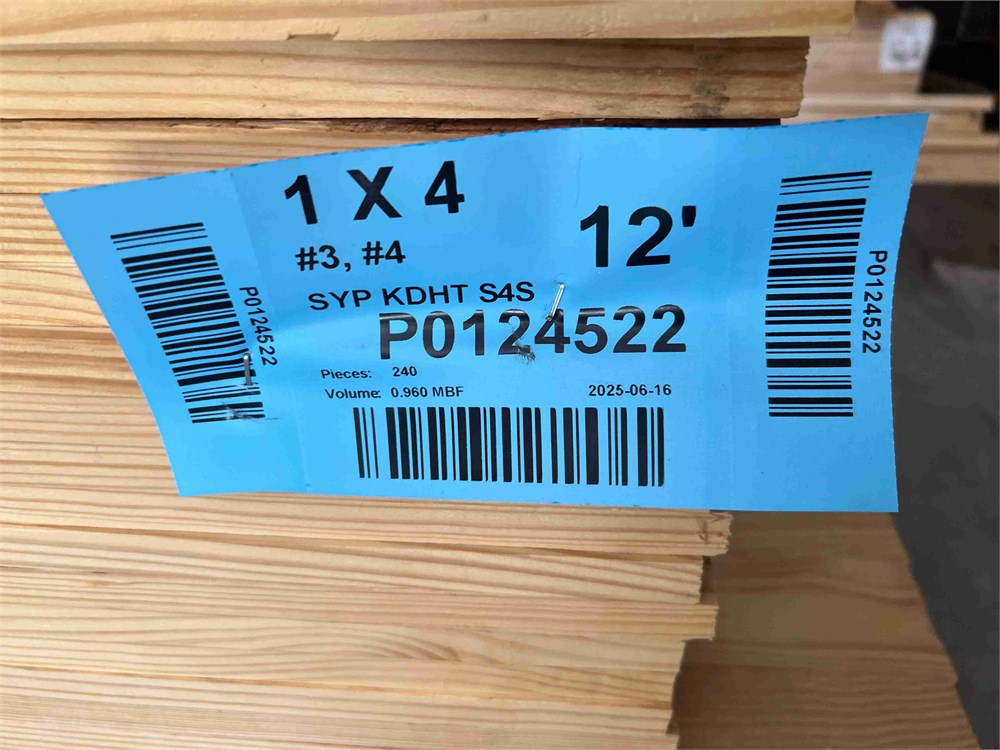 1 X 4
12'
#3, #4
SYP KDHT S4S
P0124522
Pieces: 240
Volume: 0.960 MBF
2025-06-16
P0124522
P0124522